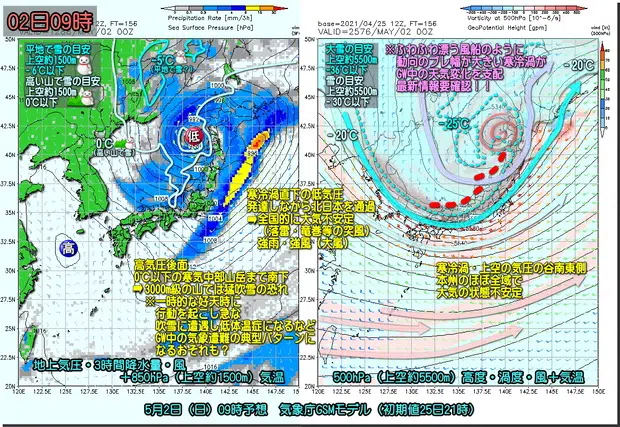 02日09時
Z, FT=156
/MAY/02 00Z
Precipitation Rate [mm/3h]
Sea Surface Pressure [hPa]
平地で雪の目安
上空約1500m
-6℃以下
高い山で雪の目安
上空約1500m
0℃以下
-5℃
(平地で雪)
0℃
(高い山で雪)
低
高
寒冷渦直下の低気圧
発達しながら北日本を通過
➡全国的に大気不安定
(落雷・竜巻等の突風)
強雨・強風(大風)
高気圧後面
0℃以下の寒気中部山岳まで南下
➡3000m級の山では猛吹雪の恐れ
※一時的な好天時に
行動を起こし急な
吹雪に遭遇し低体温症になるなど
GW中の気象遭難の典型パターンに
なるおそれも?
地上気圧・3時間降水量・風
+850hPa(上空約1500m)気温
base=2021/04/25 12Z, FT=156
VALID=2576/MAY/02 00Z
Vorticity at 500hPa [10^-6/s]
GeoPotential Height [gpm]
大雪の目安
上空約5500m
-36℃以下
雪の目安
上空約5500m
-30℃以下
※ふわふわ漂う風船のように
動向のブレ幅が大きい寒冷渦が
GW中の天気変化を支配
最新情報要確認!!
-20℃
-20℃
-25℃
寒冷渦・上空の気圧の谷南東側
本州のほぼ全域で
大気の状態不安定
500hPa(上空約5500m)高度・渦度・風+気温
5月2日(日)09時予想 気象庁GSMモデル(初期値25日21時)